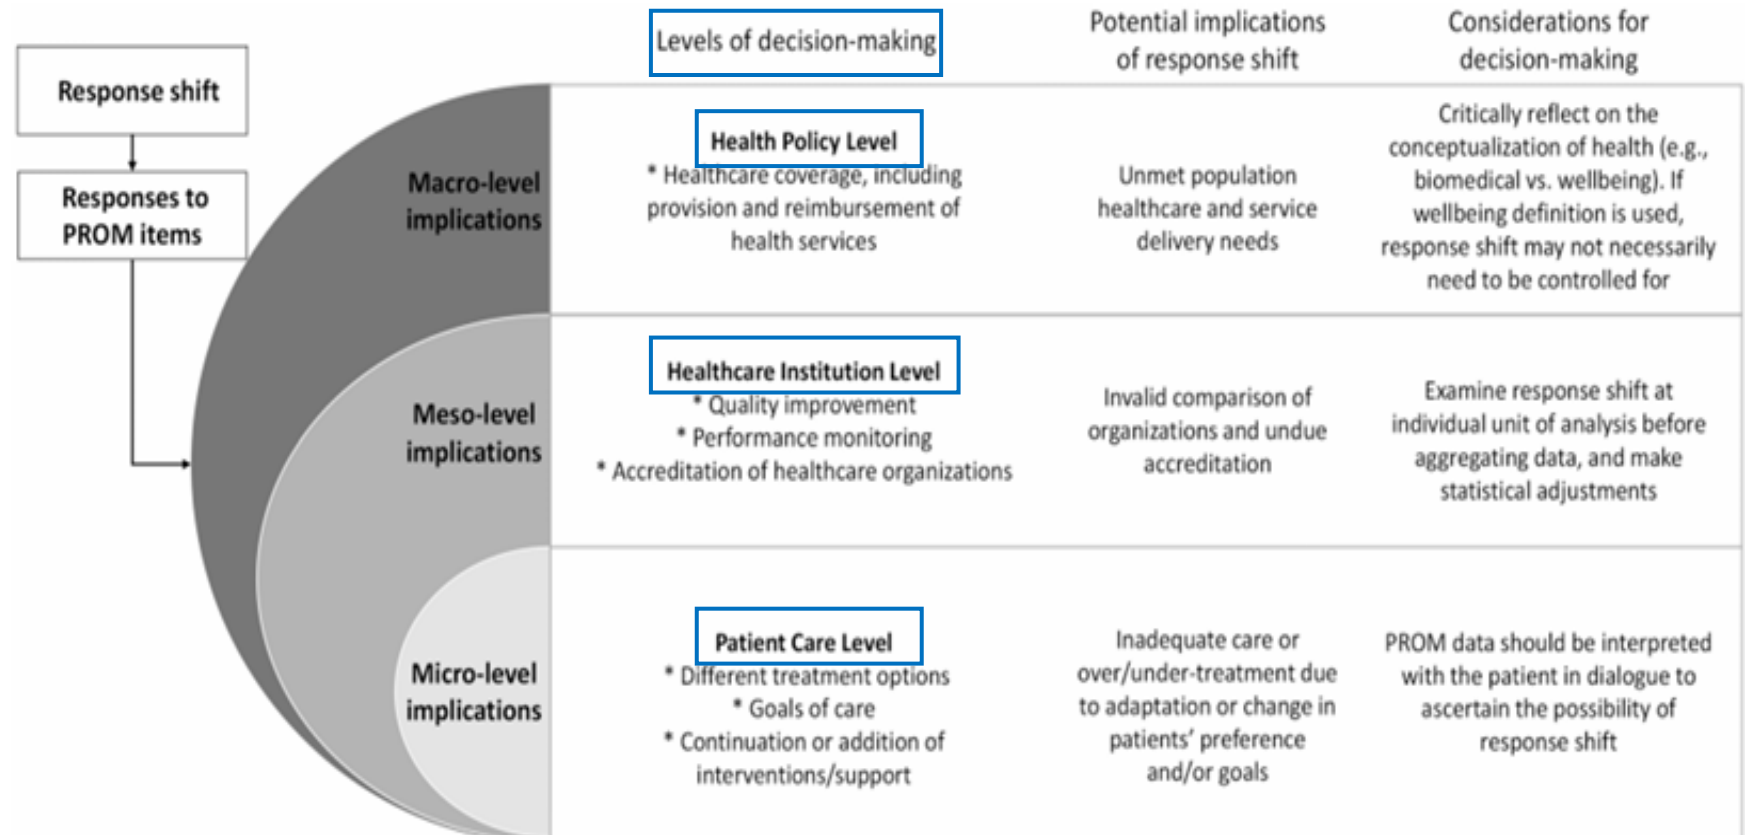 Levels of decision-making
Potential implications
of response shift
Considerations for
decision-making
Response shift
Responses to
PROM items
Macro-level
implications
Health Policy Level
* Healthcare coverage, including
provision and reimbursement of
health services
Unmet population
healthcare and service
delivery needs
Critically reflect on the
conceptualization of health (e.g.,
biomedical vs. wellbeing). If
wellbeing definition is used,
response shift may not necessarily
need to be controlled for
Meso-level
implications
Healthcare Institution Level
* Quality improvement
* Performance monitoring
* Accreditation of healthcare organizations
Invalid comparison of
organizations and undue
accreditation
Examine response shift at
individual unit of analysis before
aggregating data, and make
statistical adjustments
Micro-level
implications
Patient Care Level
* Different treatment options
* Goals of care
* Continuation or addition of
interventions/support
Inadequate care or
over/under-treatment due
to adaptation or change in
patients' preference
and/or goals
PROM data should be interpreted
with the patient in dialogue to
ascertain the possibility of
response shift